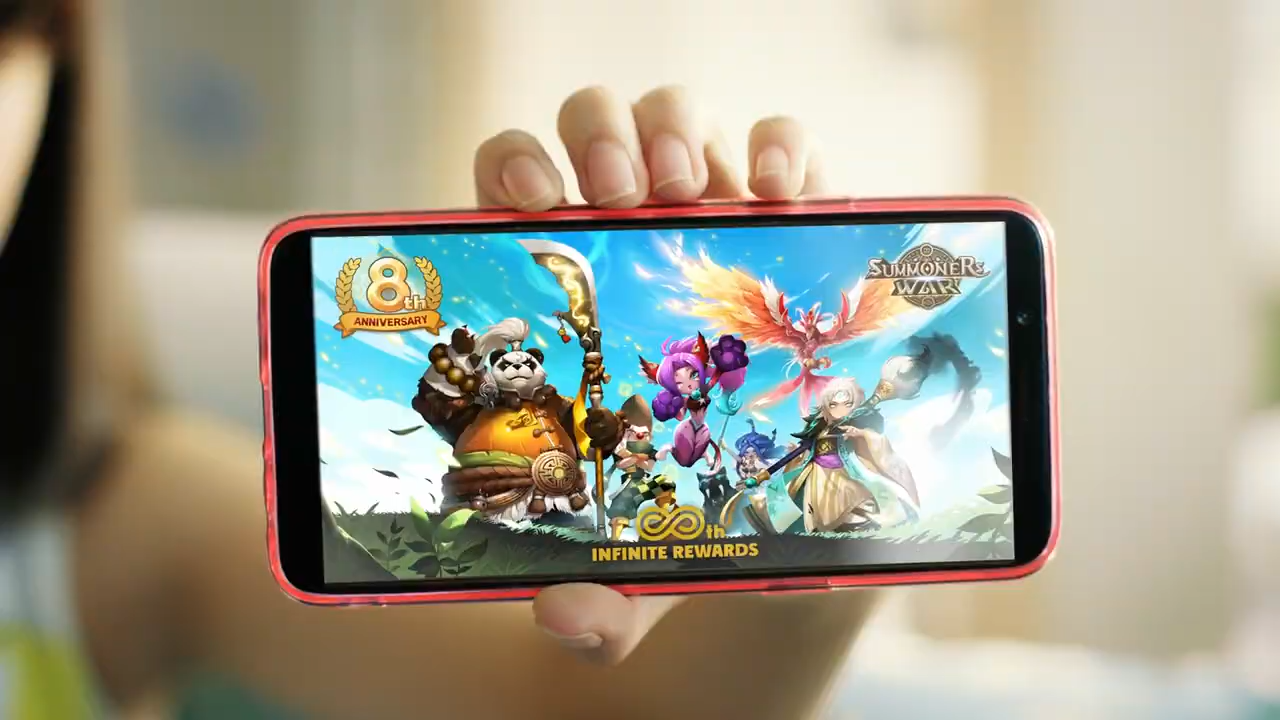 8th
ANNIVERSARY
SUMMONERS
WAR
th
INFINITE REWARDS